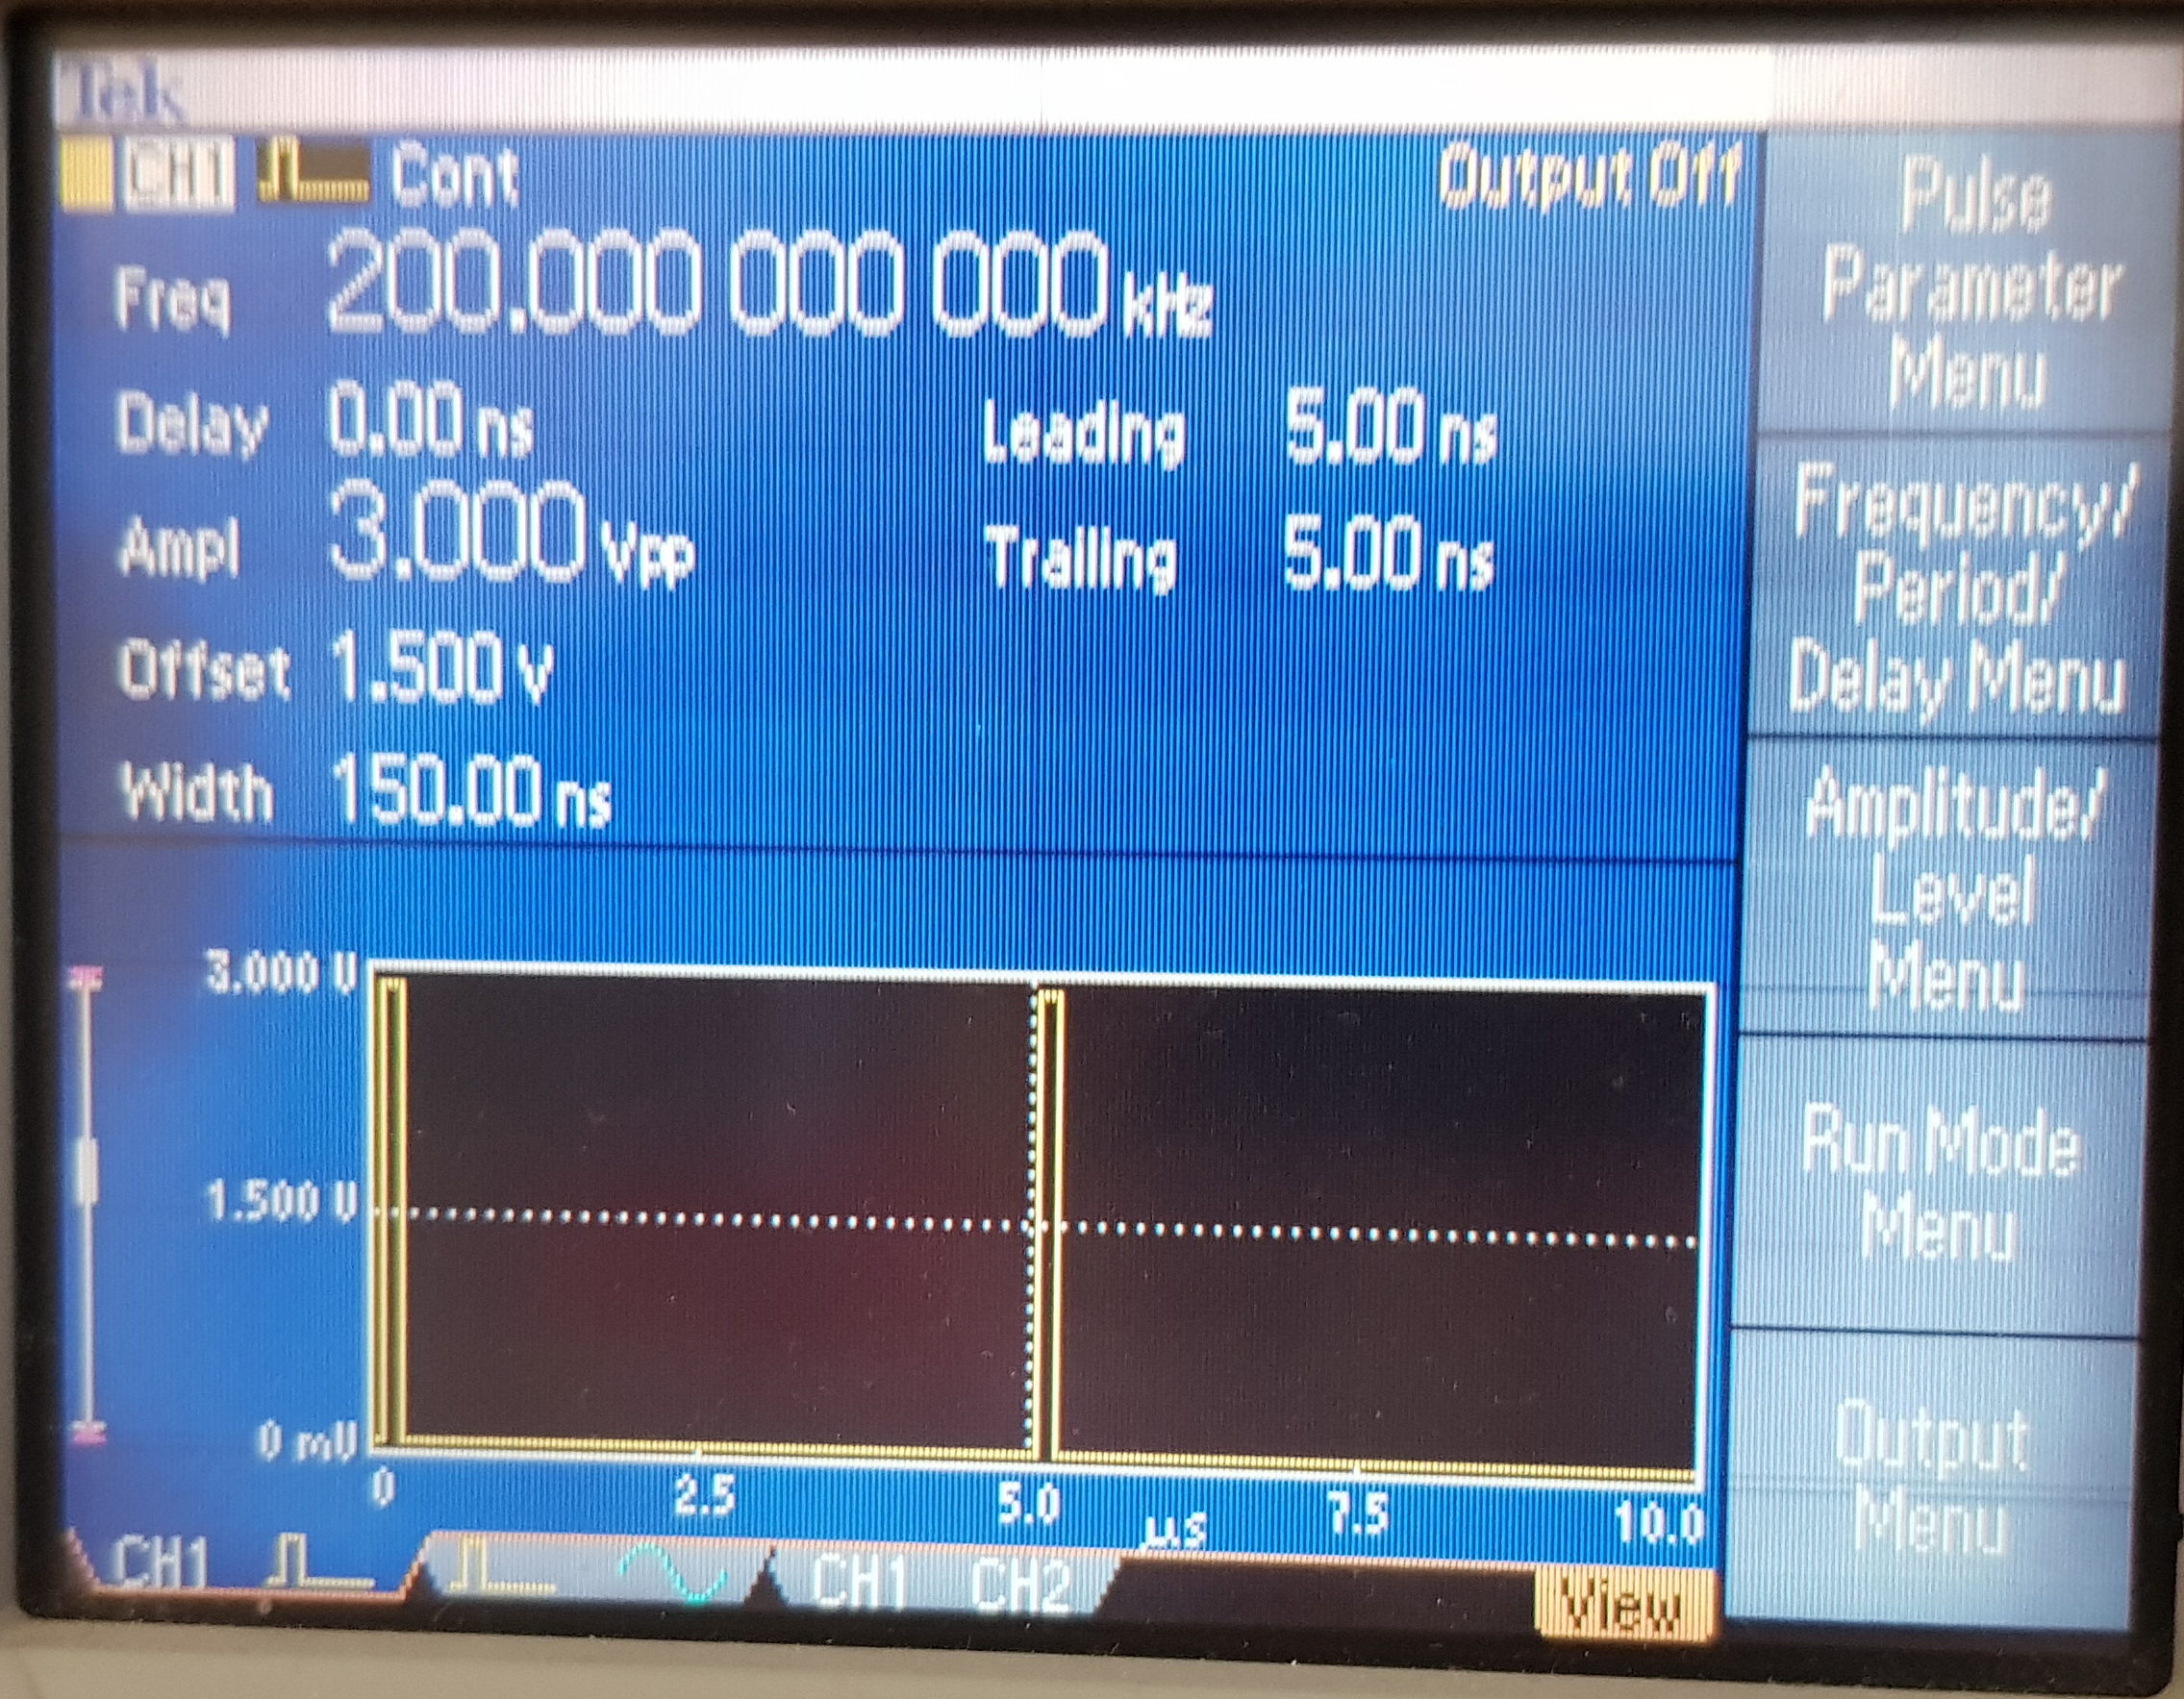 Tek
CH1 Cont Output Off
Freq 200.000 000 000 kHz
Delay 0.00 ns Leading 5.00 ns
Ampl 3.000 Vpp Trailing 5.00 ns
Offset 1.500 V
Width 150.00 ns
3.000 V
1.500 V
0 mV
0 2.5 5.0 7.5 10.0
µs
CH1 CH1 CH2 View
Pulse
Parameter
Menu
Frequency/
Period/
Delay Menu
Amplitude/
Level
Menu
Run Mode
Menu
Output
Menu